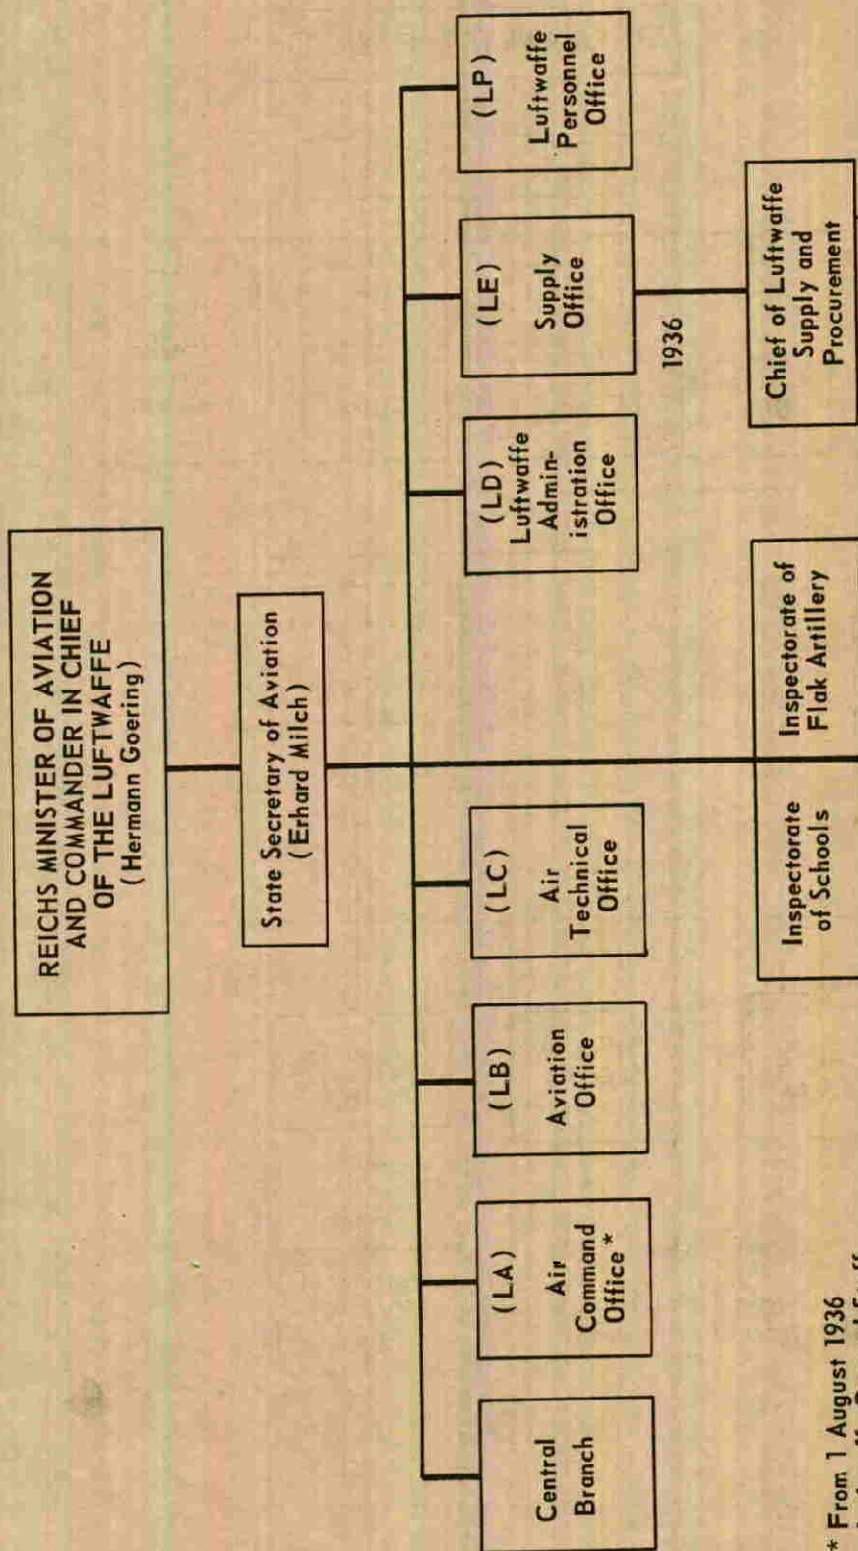 REICHS MINISTER OF AVIATION
AND COMMANDER IN CHIEF
OF THE LUFTWAFFE
(Hermann Goering)
State Secretary of Aviation
(Erhard Milch)
Central
Branch
(LA)
Air
Command
Office *
(LB)
Aviation
Office
(LC)
Air
Technical
Office
(LD)
Luftwaffe
Admin-
istration
Office
(LE)
Supply
Office
(LP)
Luftwaffe
Personnel
Office
1936
Inspectorate
of Schools
Inspectorate of
Flak Artillery
Chief of Luftwaffe
Supply and
Procurement
* From 1 August 1936